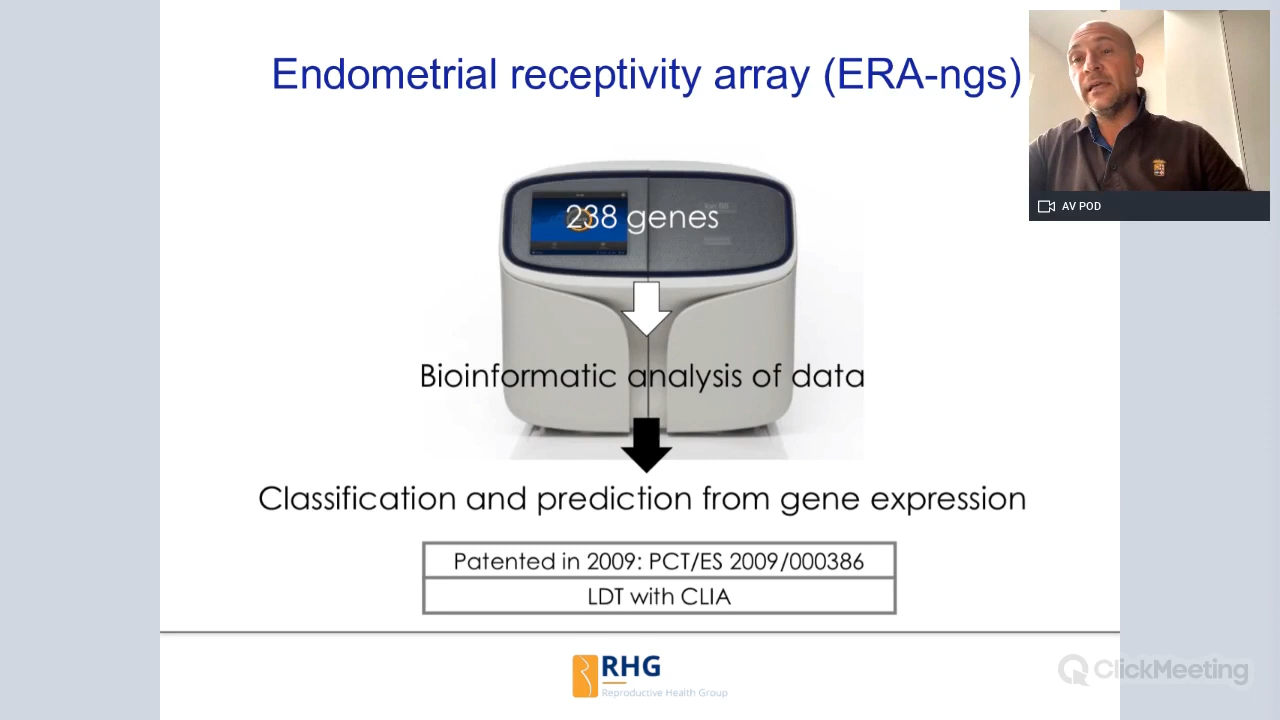 Endometrial receptivity array (ERA-ngs)
238 genes
Bioinformatic analysis of data
Classification and prediction from gene expression
Patented in 2009: PCT/ES 2009/000386
LDT with CLIA
RHG
Reproductive Health Group
AV POD
ClickMeeting